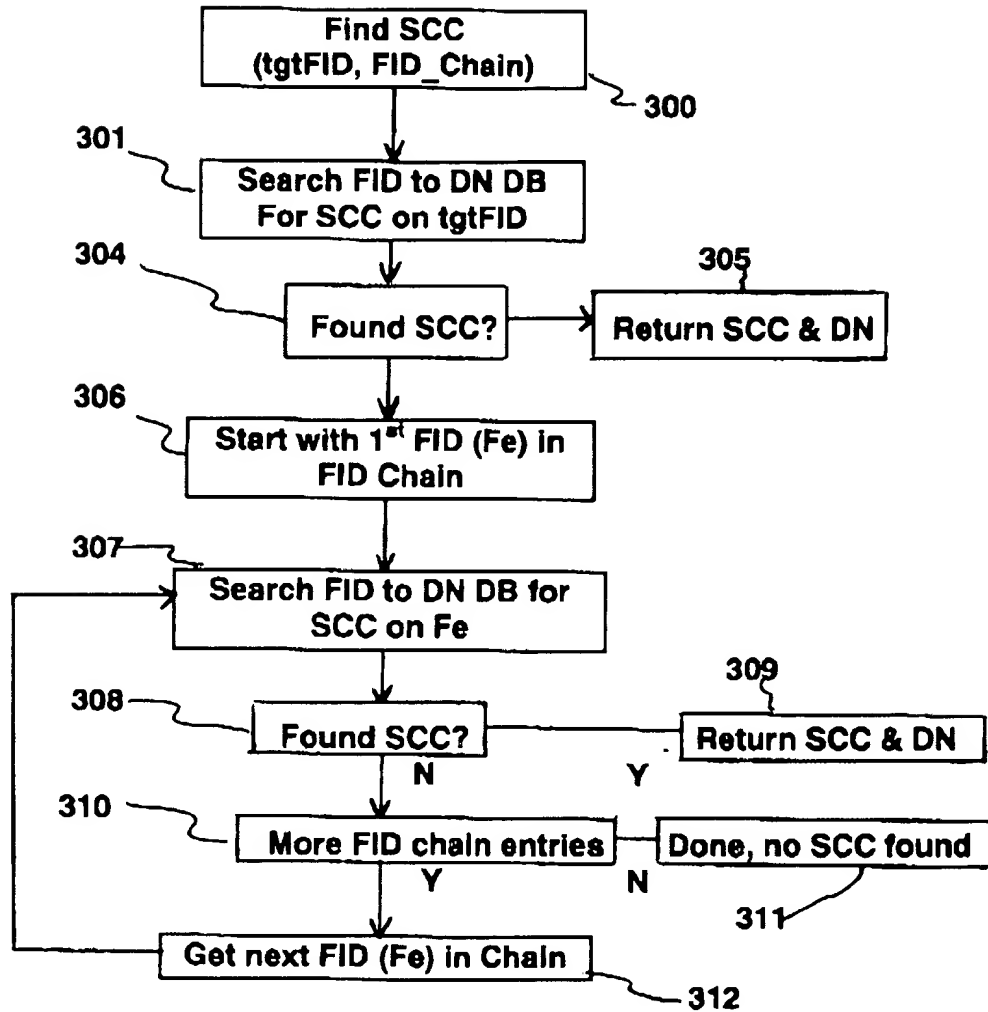 Find SCC
(tgtFID, FID_Chain)
300
301
Search FID to DN DB
For SCC on tgtFID
304
305
Found SCC?
Return SCC & DN
306
Start with 1st FID (Fe) in
FID Chain
307
Search FID to DN DB for
SCC on Fe
308
309
Found SCC?
Return SCC & DN
N
Y
310
More FID chain entries
Done, no SCC found
Y
N
311
Get next FID (Fe) in Chain
312